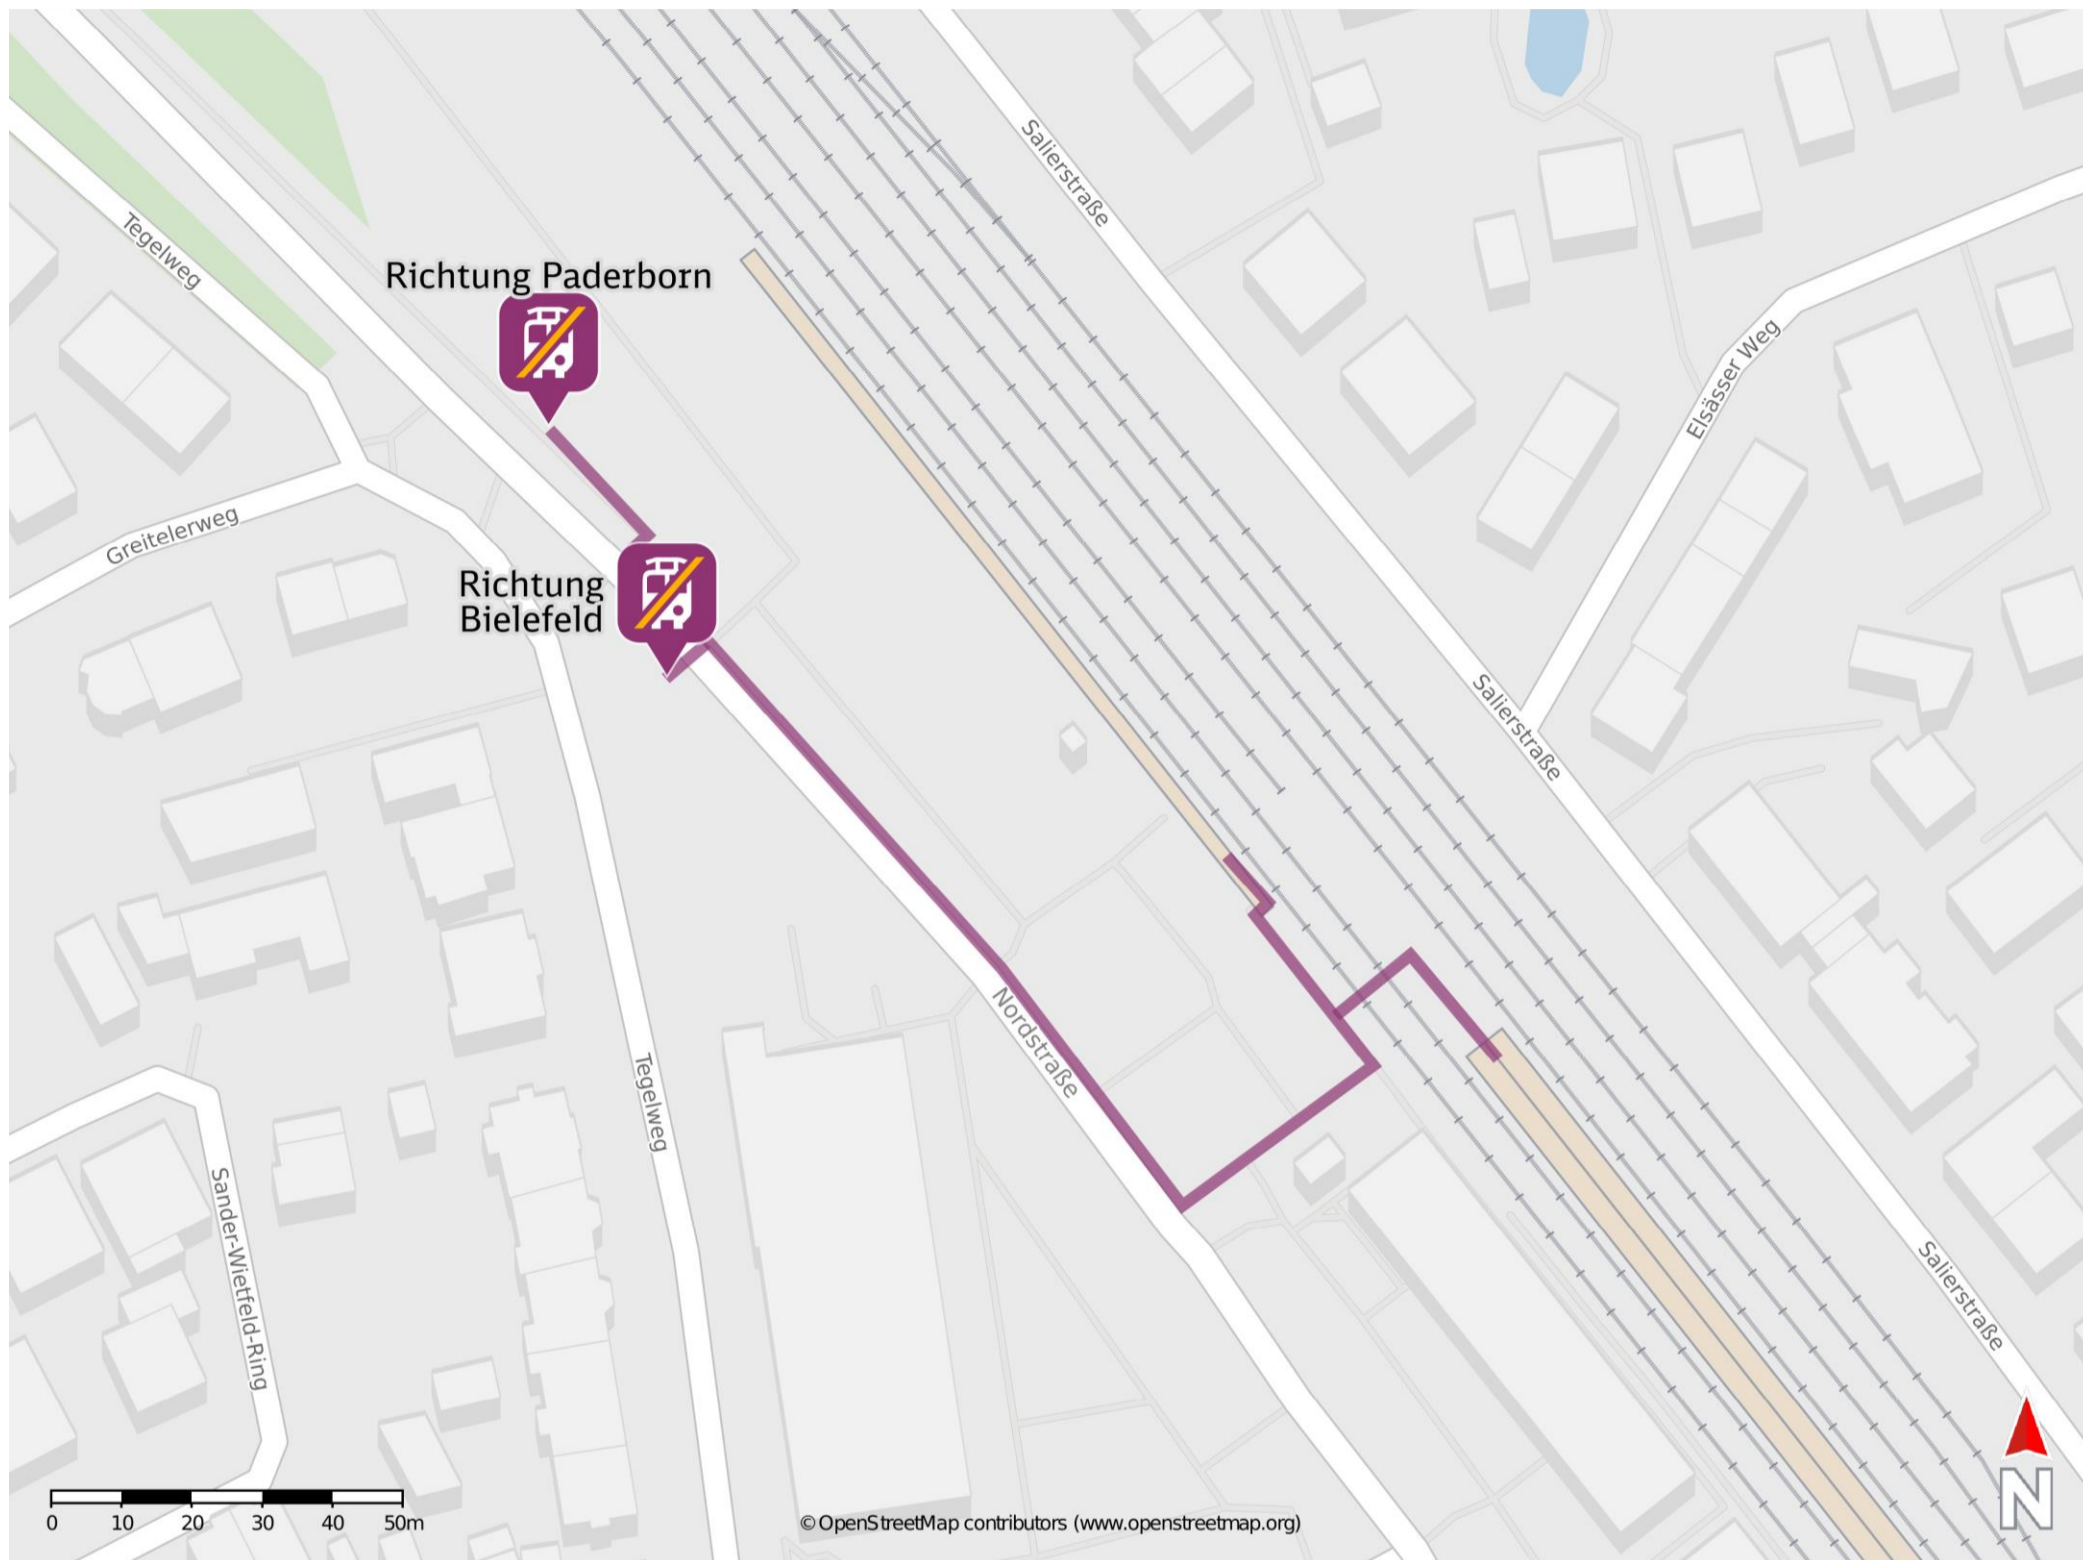 Salierstraße
Tegelweg
Richtung Paderborn
Elsässer Weg
Greitelerweg
Richtung
Bielefeld
Salierstraße
Nordstraße
Tegelweg
Sander-Wietfeld-Ring
Salierstraße
N
0 10 20 30 40 50m
© OpenStreetMap contributors (www.openstreetmap.org)